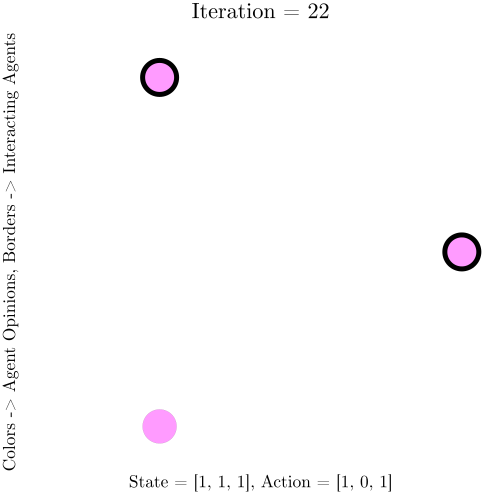 Iteration = 22
Colors -> Agent Opinions, Borders -> Interacting Agents
State = [1, 1, 1], Action = [1, 0, 1]